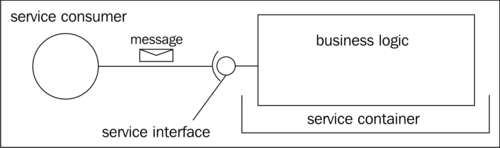 service consumer
message
business logic
service interface
service container